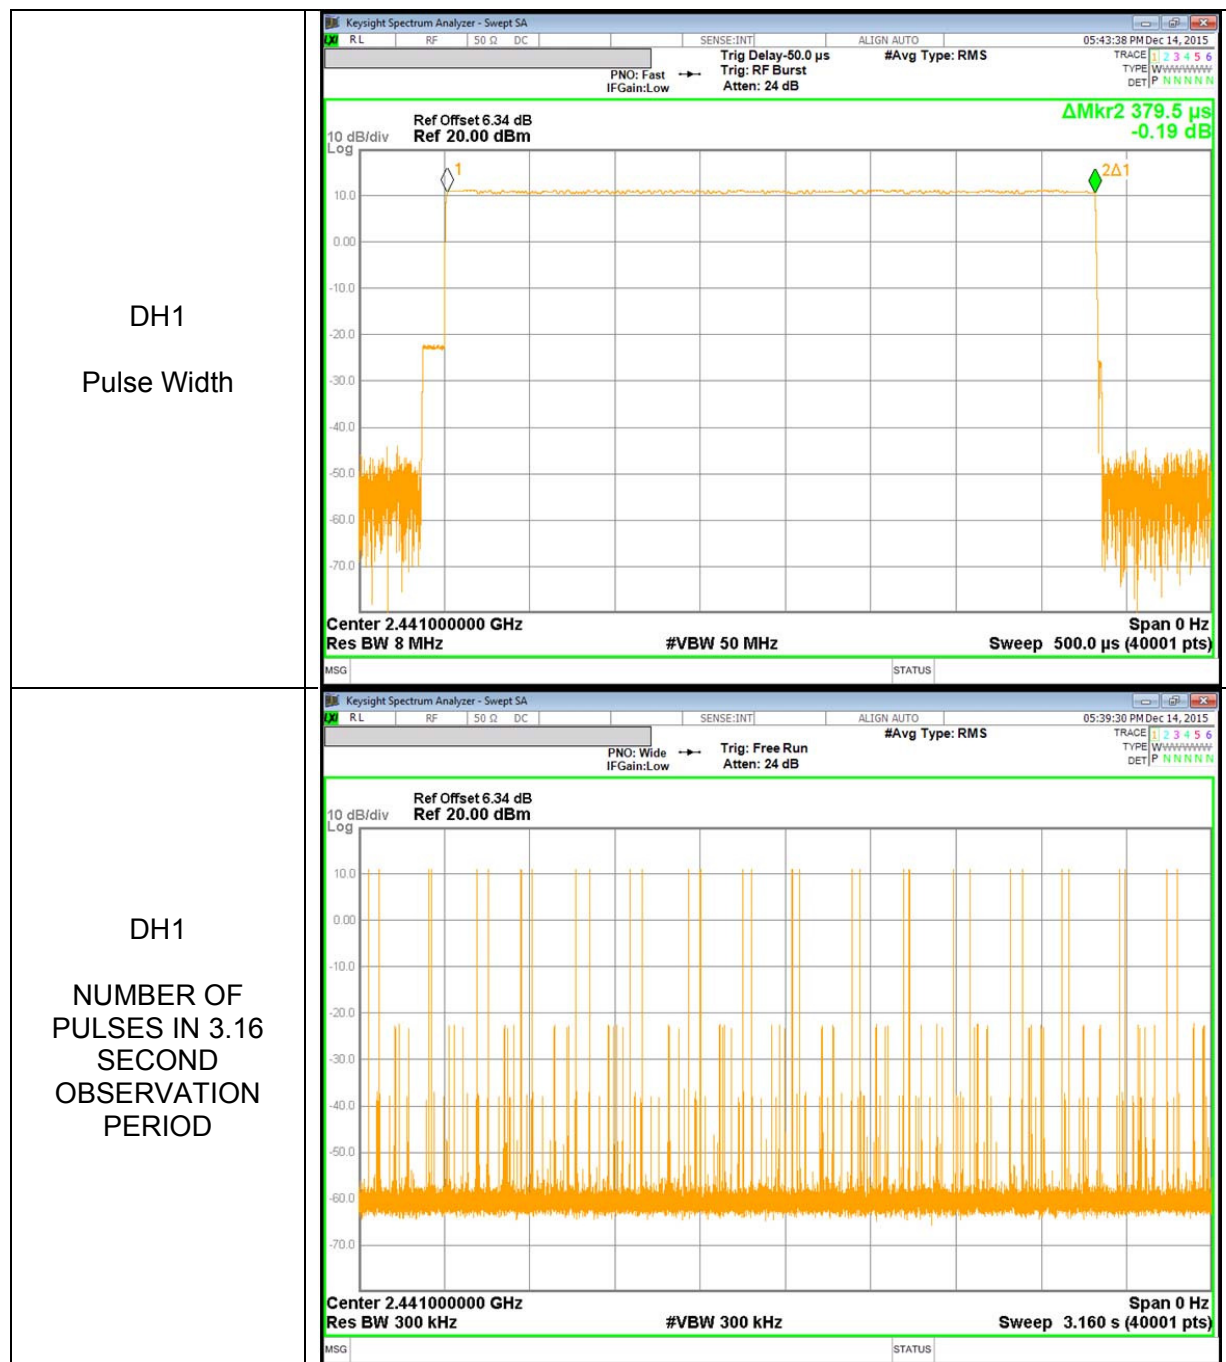 DH1
Pulse Width
Keysight Spectrum Analyzer - Swept SA
LXI RL RF 50 Ω DC SENSE:INT ALIGN AUTO 05:43:38 PM Dec 14, 2015
Trig Delay-50.0 µs #Avg Type: RMS TRACE 1 2 3 4 5 6
PNO: Fast Trig: RF Burst TYPE WWWWWW
IFGain:Low Atten: 24 dB DET P N N N N N
ΔMkr2 379.5 µs
-0.19 dB
Ref Offset 6.34 dB
10 dB/div Ref 20.00 dBm
Log
1
2Δ1
10.0
0.00
-10.0
-20.0
-30.0
-40.0
-50.0
-60.0
-70.0
Center 2.441000000 GHz Span 0 Hz
Res BW 8 MHz #VBW 50 MHz Sweep 500.0 µs (40001 pts)
MSG STATUS
DH1
NUMBER OF
PULSES IN 3.16
SECOND
OBSERVATION
PERIOD
Keysight Spectrum Analyzer - Swept SA
LXI RL RF 50 Ω DC SENSE:INT ALIGN AUTO 05:39:30 PM Dec 14, 2015
#Avg Type: RMS TRACE 1 2 3 4 5 6
PNO: Wide Trig: Free Run TYPE WWWWWW
IFGain:Low Atten: 24 dB DET P N N N N N
Ref Offset 6.34 dB
10 dB/div Ref 20.00 dBm
Log
10.0
0.00
-10.0
-20.0
-30.0
-40.0
-50.0
-60.0
-70.0
Center 2.441000000 GHz Span 0 Hz
Res BW 300 kHz #VBW 300 kHz Sweep 3.160 s (40001 pts)
MSG STATUS